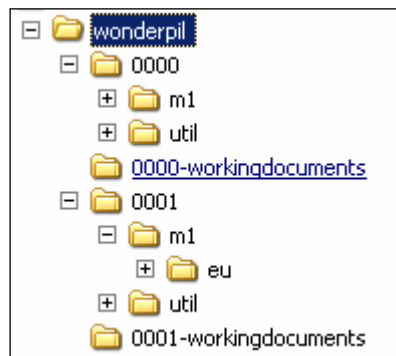 wonderpil
0000
m1
util
0000-workingdocuments
0001
m1
eu
util
0001-workingdocuments